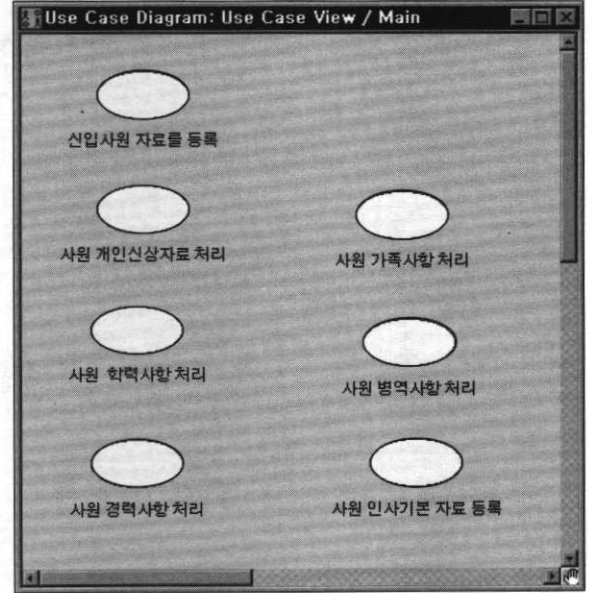 Use Case Diagram: Use Case View / Main
신입사원 자료를 등록
사원 개인신상자료 처리
사원 가족사항 처리
사원 학력사항 처리
사원 병역사항 처리
사원 경력사항 처리
사원 인사기본 자료 등록